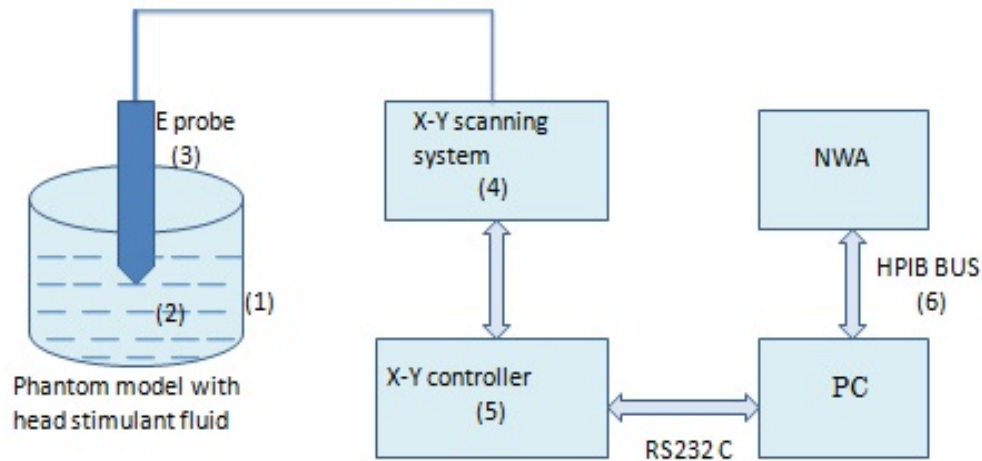 E probe
(3)
(2)
(1)
Phantom model with
head stimulant fluid
X-Y scanning
system
(4)
NWA
HPIB BUS
(6)
X-Y controller
(5)
RS232 C
PC